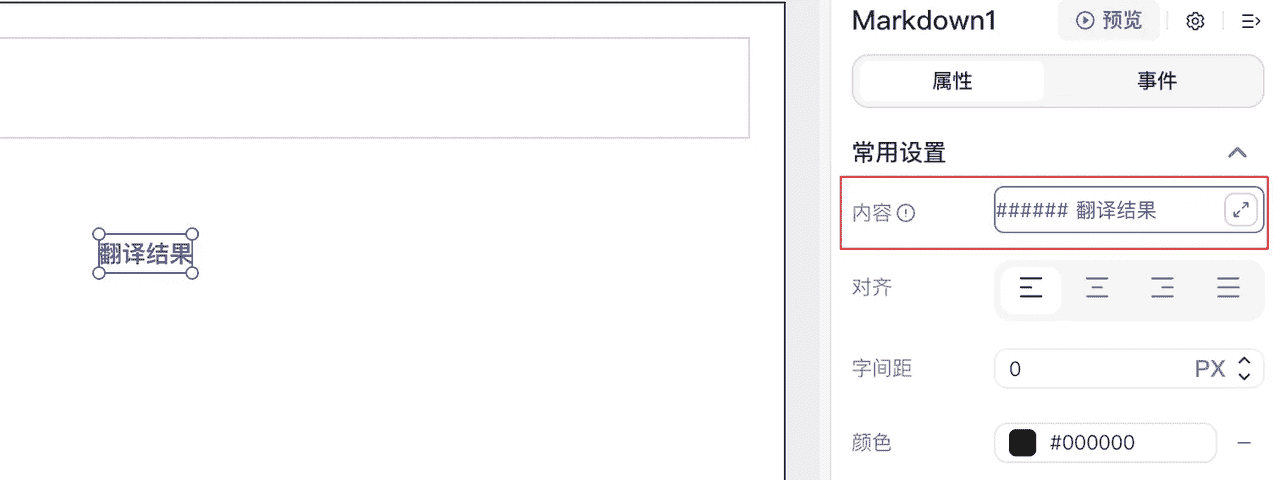 翻译结果
Markdown1
预览
属性
事件
常用设置
内容
###### 翻译结果
对齐
字间距
0
PX
颜色
#000000